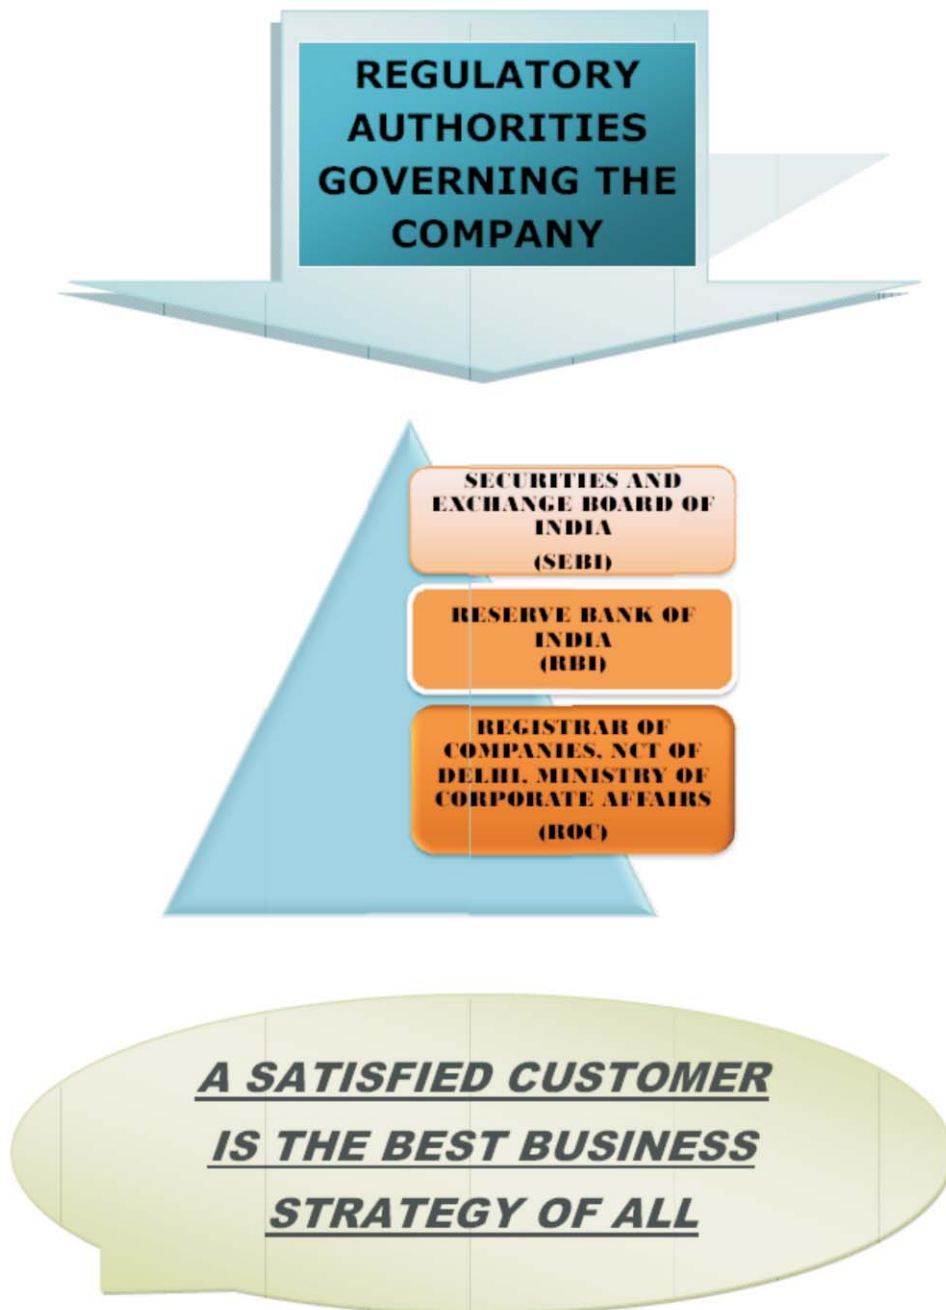 REGULATORY
AUTHORITIES
GOVERNING THE
COMPANY
SECURITIES AND
EXCHANGE BOARD OF
INDIA
(SEBI)
RESERVE BANK OF
INDIA
(RBI)
REGISTRAR OF
COMPANIES, NCT OF
DELHI, MINISTRY OF
CORPORATE AFFAIRS
(ROC)
A SATISFIED CUSTOMER
IS THE BEST BUSINESS
STRATEGY OF ALL